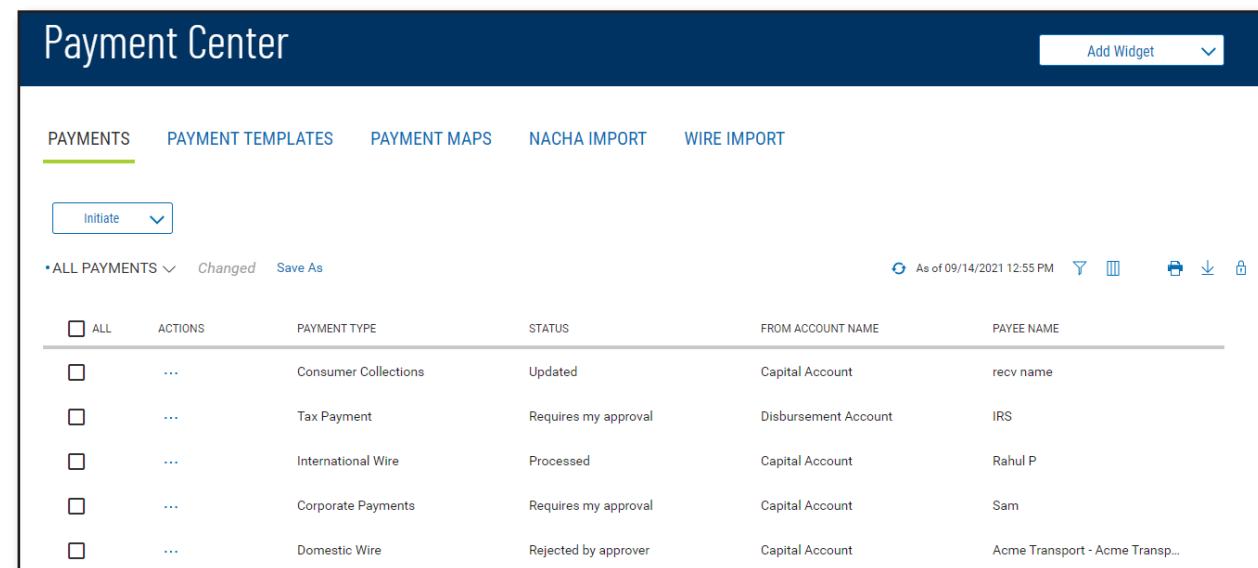 Payment Center
Add Widget
PAYMENTS PAYMENT TEMPLATES PAYMENT MAPS NACHA IMPORT WIRE IMPORT
Initiate
• ALL PAYMENTS Changed Save As As of 09/14/2021 12:55 PM
ALL ACTIONS PAYMENT TYPE STATUS FROM ACCOUNT NAME PAYEE NAME
... Consumer Collections Updated Capital Account recv name
... Tax Payment Requires my approval Disbursement Account IRS
... International Wire Processed Capital Account Rahul P
... Corporate Payments Requires my approval Capital Account Sam
... Domestic Wire Rejected by approver Capital Account Acme Transport - Acme Transp...